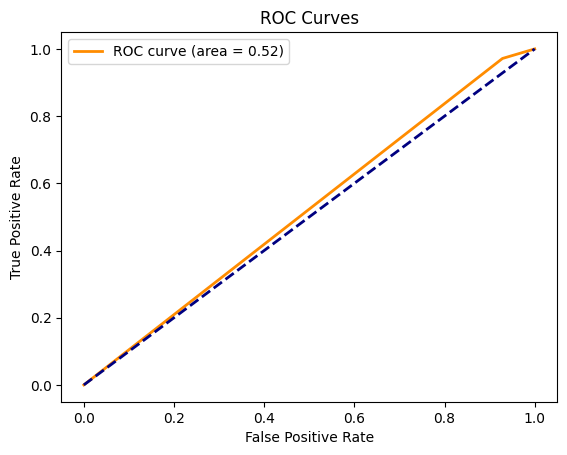 ROC Curves
ROC curve (area = 0.52)
True Positive Rate
1.0
0.8
0.6
0.4
0.2
0.0
0.0 0.2 0.4 0.6 0.8 1.0
False Positive Rate